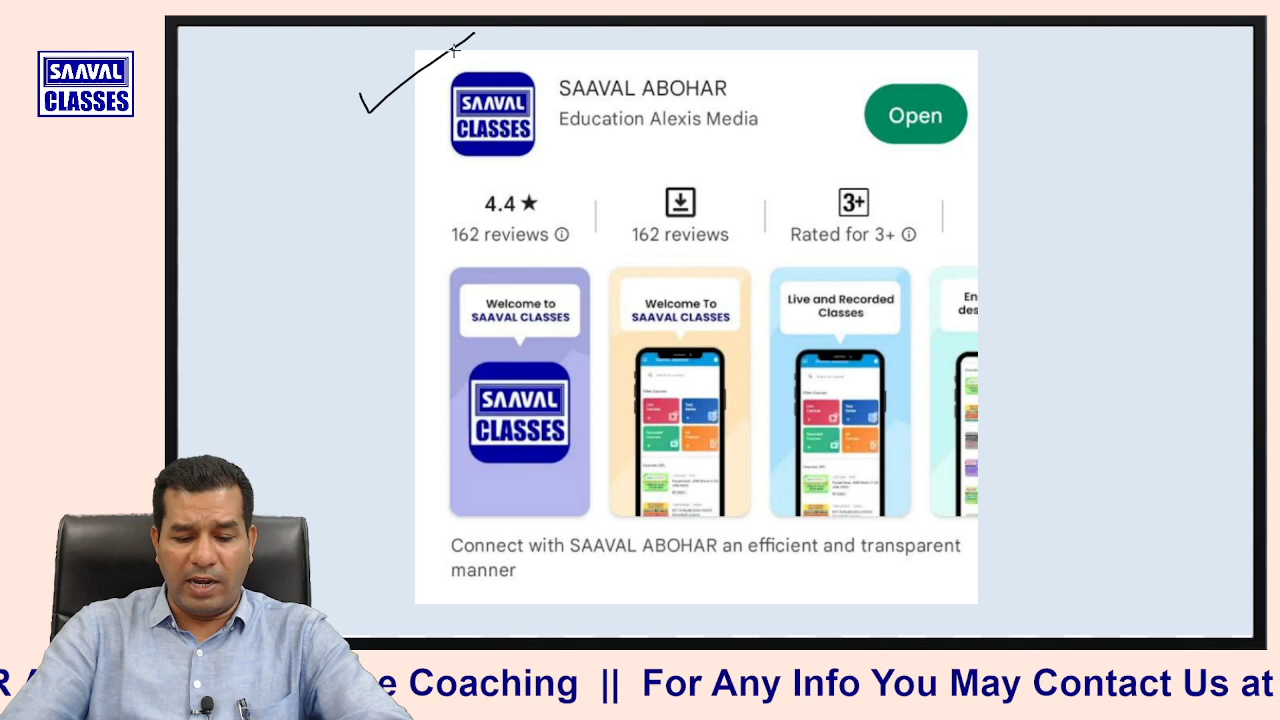 SAAVAL
CLASSES
SAAVAL ABOHAR
Education Alexis Media
Open
SAAVAL
CLASSES
4.4 ★
3+
162 reviews
162 reviews
Rated for 3+
Welcome to
SAAVAL CLASSES
Welcome To
SAAVAL CLASSES
Live and Recorded
Classes
En
des
SAAVAL
CLASSES
Connect with SAAVAL ABOHAR an efficient and transparent
manner
e Coaching || For Any Info You May Contact Us at